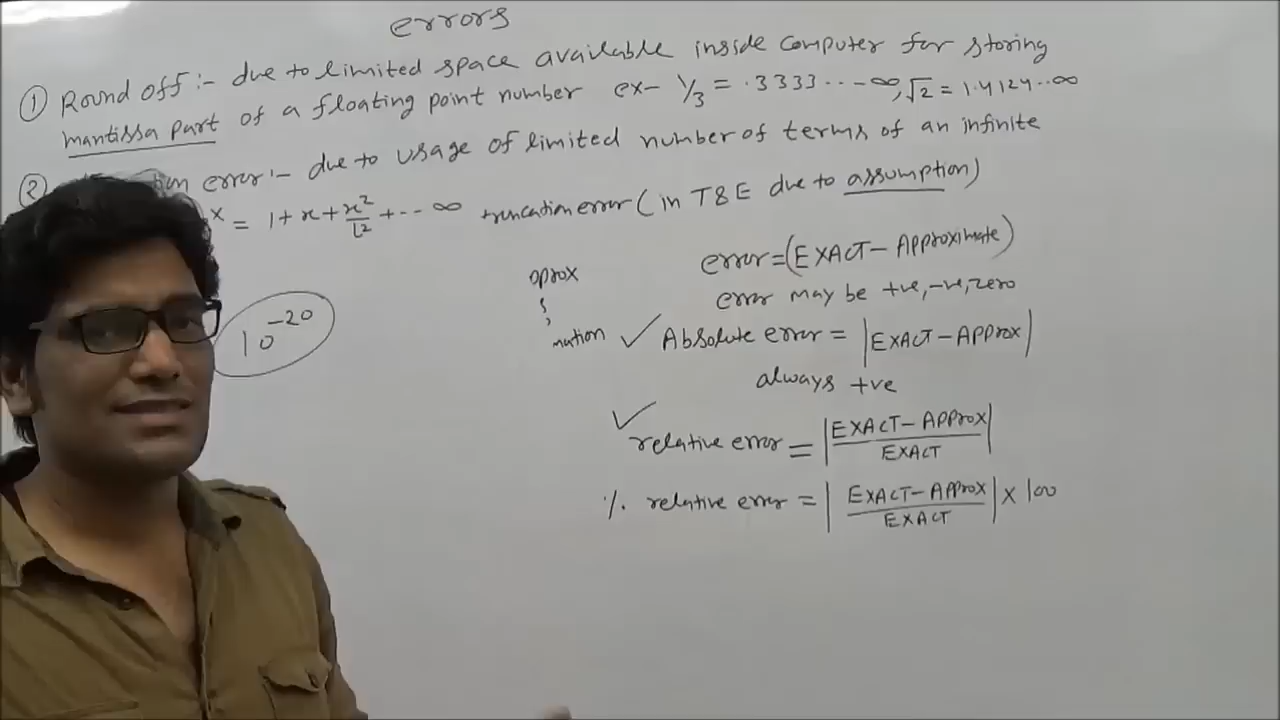 errors
① Round off :- due to limited space available inside computer for storing
mantissa part of a floating point number ex- 1/3 = .3333...-∞, √2 = 1.4124..∞
② error :- due to usage of limited number of terms of an infinite
x = 1 + x + x²/⌊2 + -- ∞ truncation error (in T&E due to assumption)
error = (EXACT - Approximate)
error may be +ve, -ve, zero
oprox
mation
10⁻²⁰
✓ Absolute error = |EXACT - APProx|
always +ve
✓ relative error = |EXACT - APProx / EXACT|
% relative error = |EXACT - APProx / EXACT| × 100